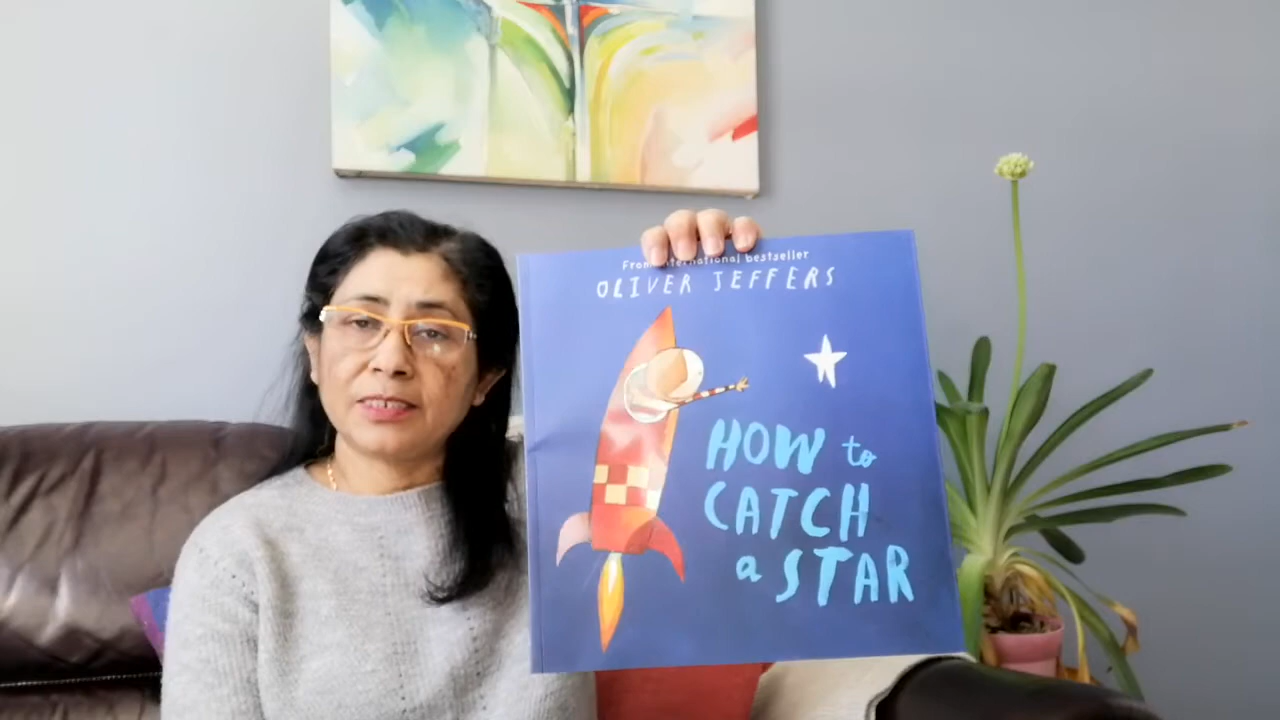 From international bestseller
OLIVER JEFFERS
HOW to
CATCH
a STAR